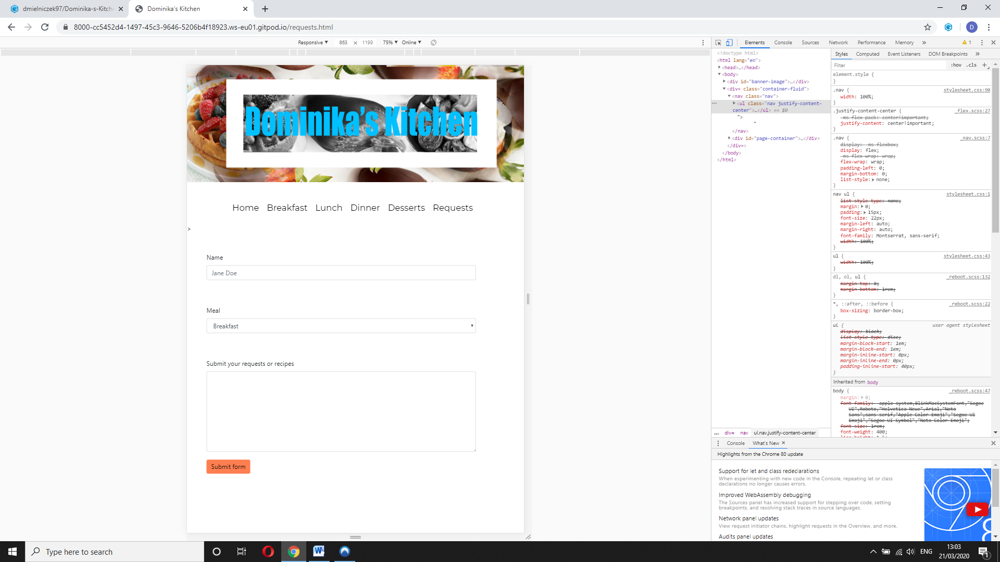 dmielniczek97/Dominika-s-Kitche
Dominika's Kitchen
8000-cc5452d4-1497-45c3-9646-5206b4f18923.ws-eu01.gitpod.io/requests.html
D
Responsive ▼ 863 × 1199 75% ▼ Online ▼
Elements Console Sources Network Performance Memory » 1
Dominika's Kitchen
Home Breakfast Lunch Dinner Desserts Requests
>
Name
Jane Doe
Meal
Breakfast
Submit your requests or recipes
Submit form
<!doctype html>
<html lang="en">
<head>…</head>
<body>
<div id="banner-image">…</div>
<div= class="container-fluid">
<nav class="nav">
<ul class="nav justify-content-
center">…</ul> == $0
">
"
</nav>
<div id="page-container">…</div>
</div=>
</body>
</html>
... div= nav ul.nav.justify-content-center
Styles Computed Event Listeners DOM Breakpoints »
Filter :hov .cls +
element.style {
}
.nav { stylesheet.css:90
width: 100%;
}
.justify-content-center { _flex.scss:27
-ms-flex-pack: center!important;
justify-content: center!important;
}
.nav { _nav.scss:7
display: -ms-flexbox;
display: flex;
-ms-flex-wrap: wrap;
flex-wrap: wrap;
padding-left: 0;
margin-bottom: 0;
list-style: none;
}
nav ul { stylesheet.css:1
list-style-type: none;
margin: 0;
padding: 15px;
font-size: 22px;
margin-left: auto;
margin-right: auto;
font-family: Montserrat, sans-serif;
width: 100%;
}
ul { stylesheet.css:43
width: 100%;
}
dl, ol, ul { _reboot.scss:132
margin-top: 0;
margin-bottom: 1rem;
}
*, ::after, ::before { _reboot.scss:22
box-sizing: border-box;
}
ul { user agent stylesheet
display: block;
list-style-type: disc;
margin-block-start: 1em;
margin-block-end: 1em;
margin-inline-start: 0px;
margin-inline-end: 0px;
padding-inline-start: 40px;
}
Inherited from body
body { _reboot.scss:47
margin: 0;
font-family: -apple-system,BlinkMacSystemFont,"Segoe
UI",Roboto,"Helvetica Neue",Arial,"Noto
Sans",sans-serif,"Apple Color Emoji","Segoe UI
Emoji","Segoe UI Symbol","Noto Color Emoji";
font-size: 1rem;
font-weight: 400;
line-height: 1.5;
Console What's New ×
Highlights from the Chrome 80 update
Support for let and class redeclarations
When experimenting with new code in the Console, repeating let or class
declarations no longer causes errors.
Improved WebAssembly debugging
The Sources panel has increased support for stepping over code, setting
breakpoints, and resolving stack traces in source languages.
Network panel updates
View request initiator chains, highlight requests in the Overview, and more.
Audits panel updates
Type here to search
ENG
13:03
21/03/2020
1